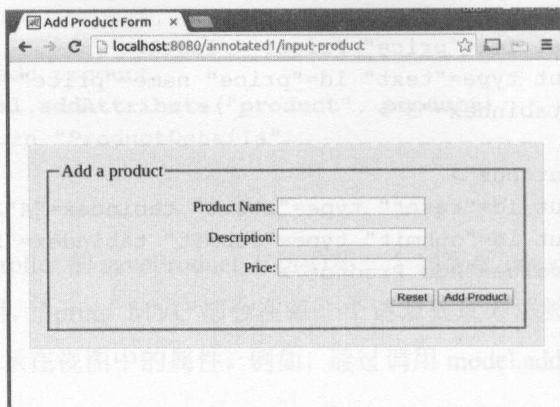 Add Product Form
localhost:8080/annotated1/input-product
Add a product
Product Name:
Description:
Price:
Reset Add Product